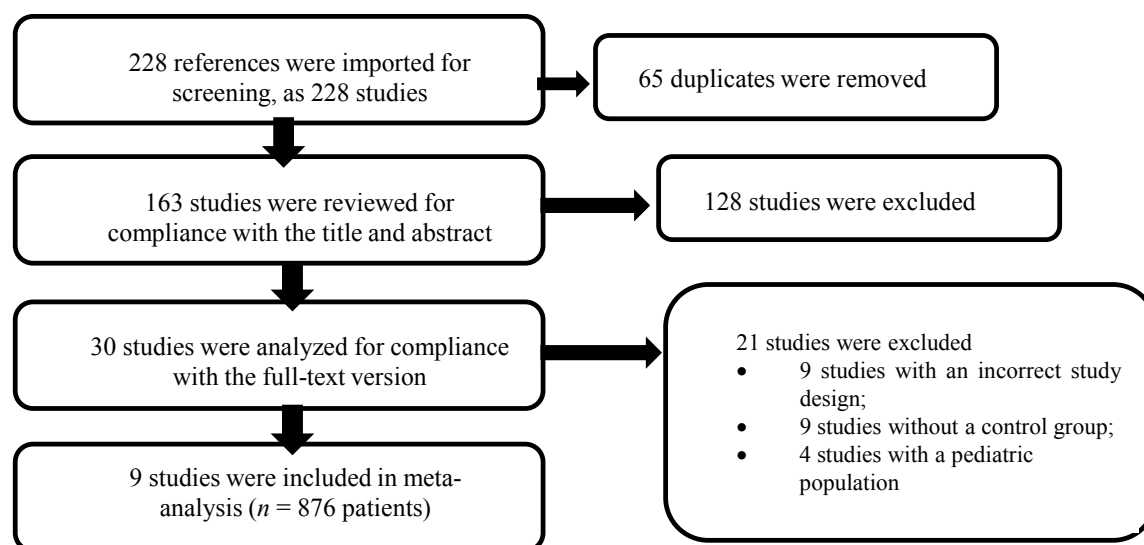 228 references were imported for
screening, as 228 studies
65 duplicates were removed
163 studies were reviewed for
compliance with the title and abstract
128 studies were excluded
30 studies were analyzed for compliance
with the full-text version
21 studies were excluded
• 9 studies with an incorrect study
design;
• 9 studies without a control group;
• 4 studies with a pediatric
population
9 studies were included in meta-
analysis (n = 876 patients)